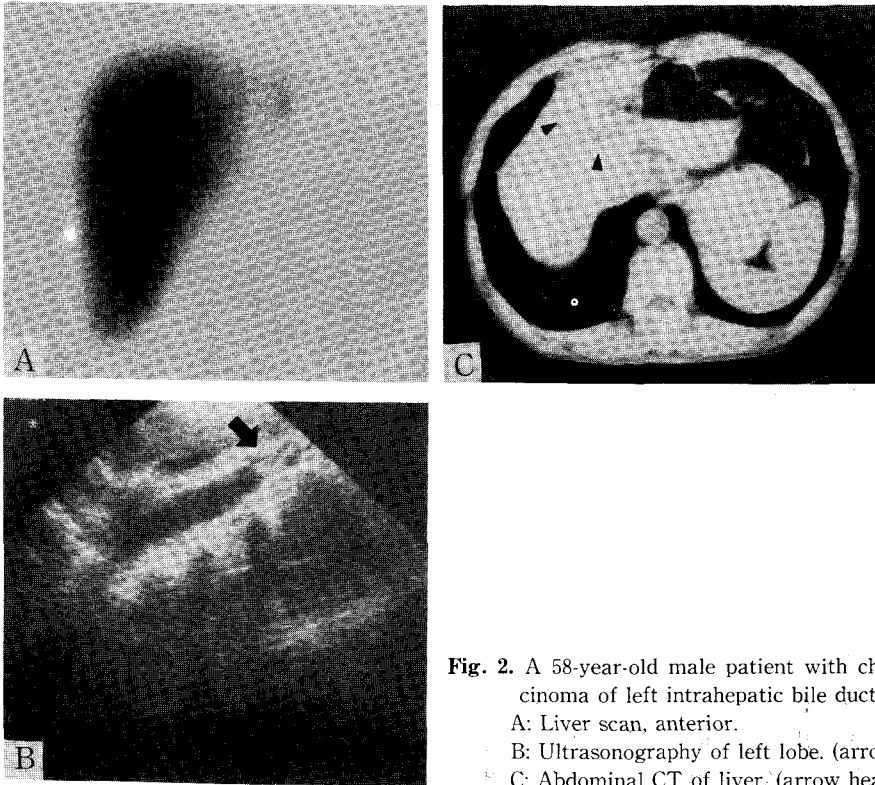 A
C
B
Fig. 2. A 58-year-old male patient with ch
cinoma of left intrahepatic bile duct
A: Liver scan, anterior.
B: Ultrasonography of left lobe. (arro
C: Abdominal CT of liver. (arrow hea